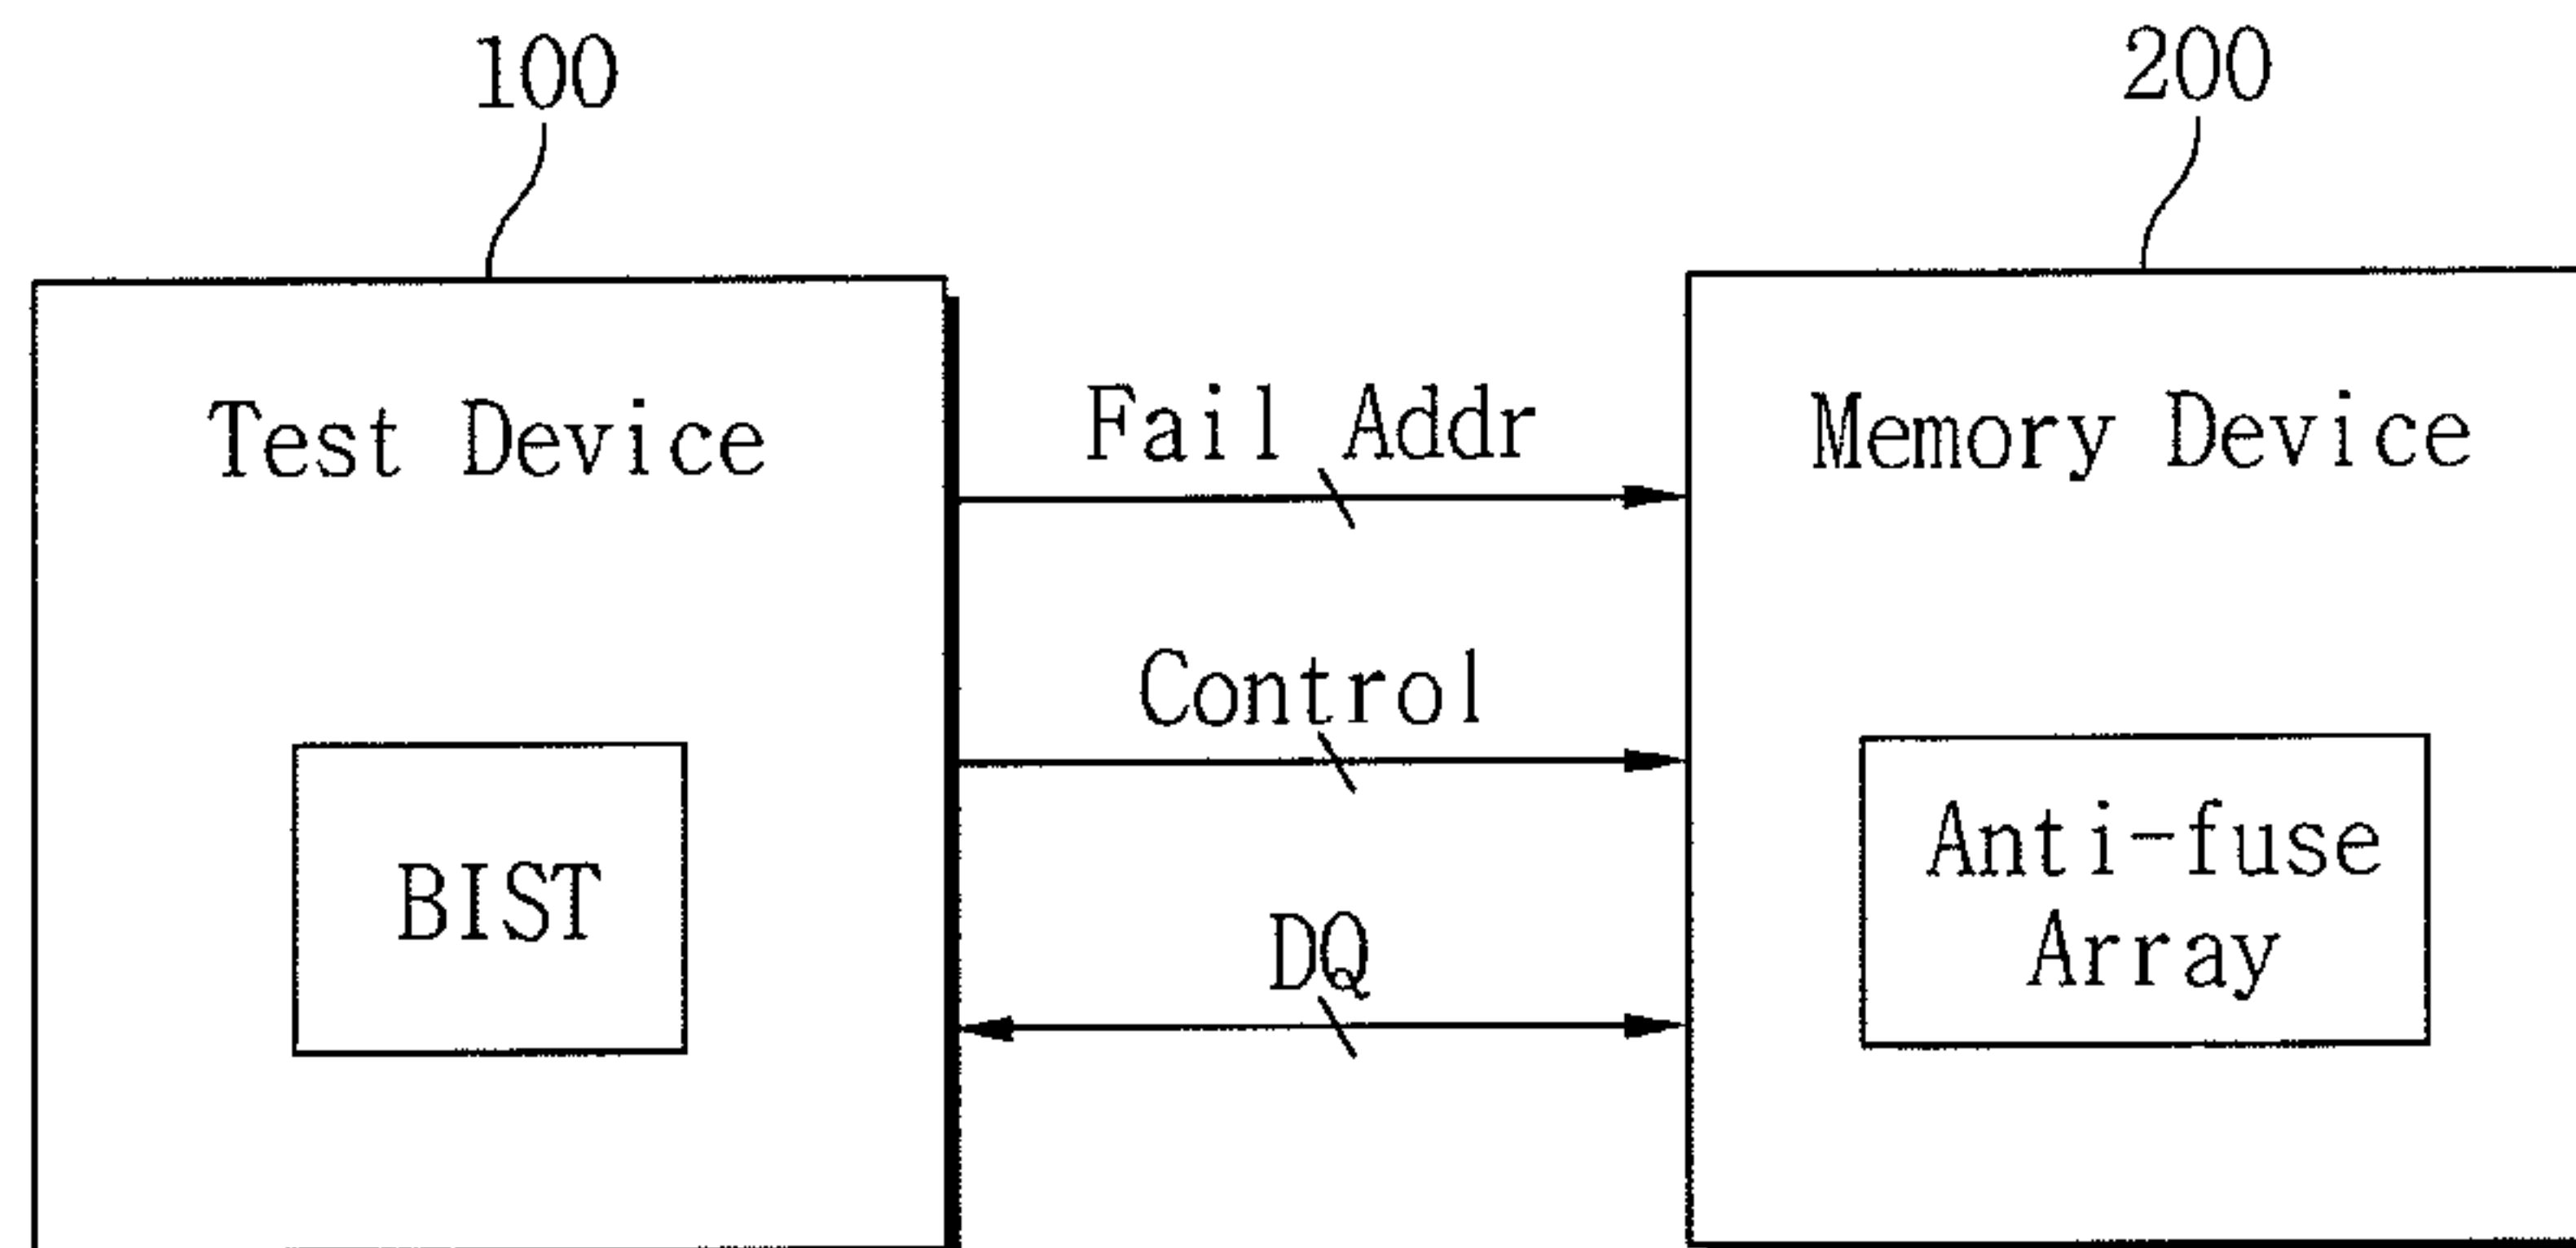 100
200
Test Device
Fail Addr
Memory Device
Control
BIST
Anti-fuse
Array
DQ